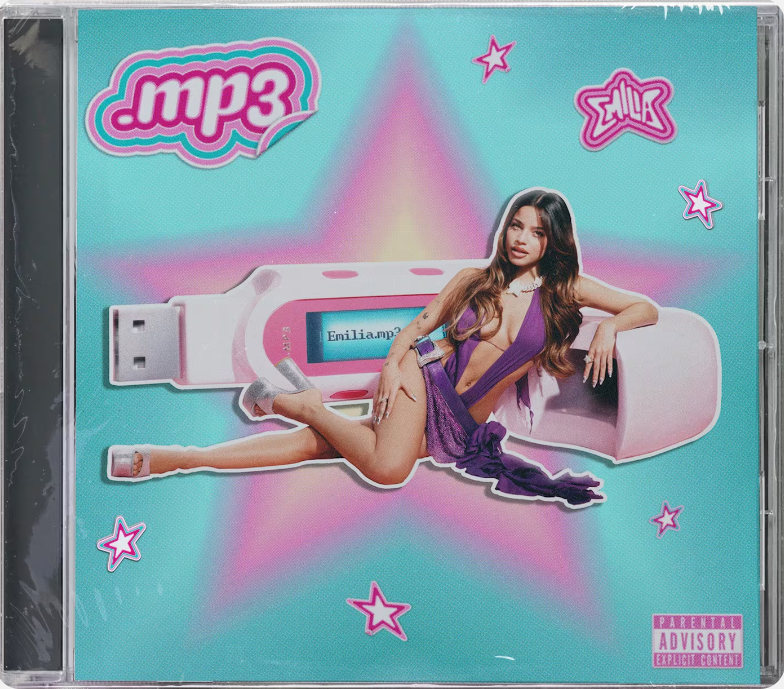 .mp3
EMILIA
Emilia.mp3
PARENTAL
ADVISORY
EXPLICIT CONTENT